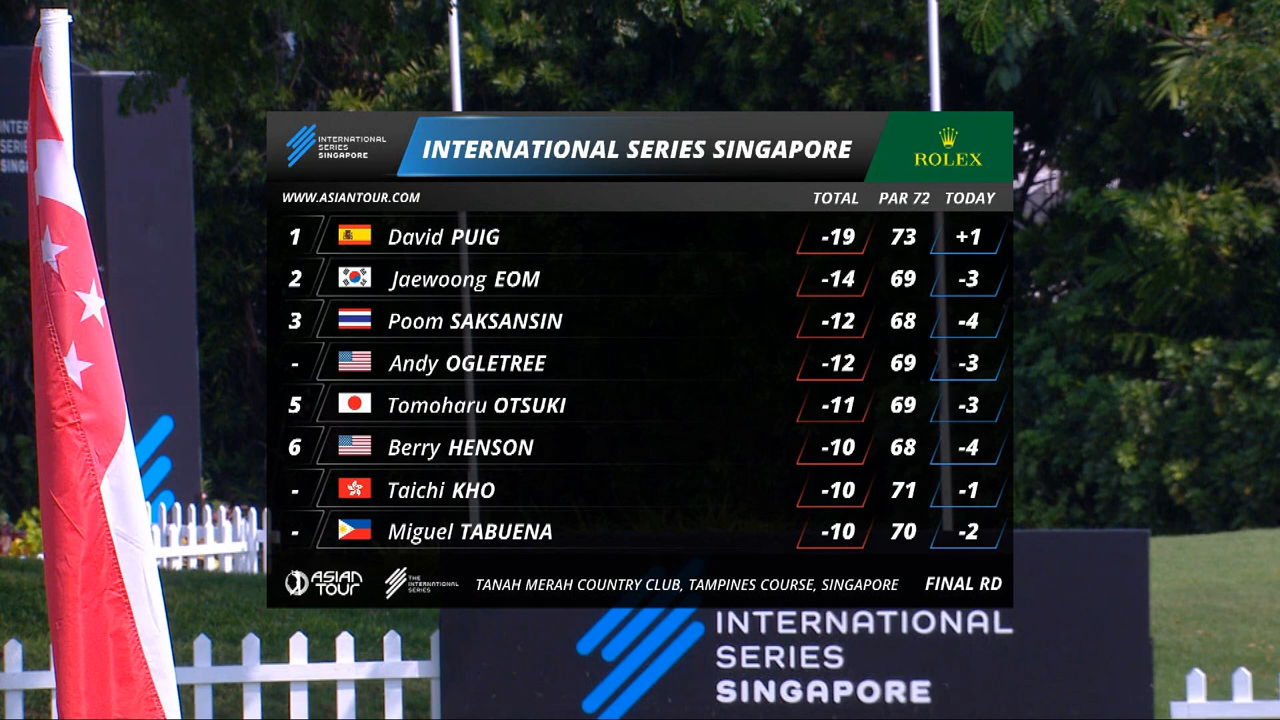 INTERNATIONAL
SERIES
SINGAPORE
INTERNATIONAL SERIES SINGAPORE
ROLEX
WWW.ASIANTOUR.COM TOTAL PAR 72 TODAY
1 David PUIG -19 73 +1
2 Jaewoong EOM -14 69 -3
3 Poom SAKSANSIN -12 68 -4
- Andy OGLETREE -12 69 -3
5 Tomoharu OTSUKI -11 69 -3
6 Berry HENSON -10 68 -4
- Taichi KHO -10 71 -1
- Miguel TABUENA -10 70 -2
ASIAN
TOUR
THE
INTERNATIONAL
SERIES
TANAH MERAH COUNTRY CLUB, TAMPINES COURSE, SINGAPORE FINAL RD
INTERNATIONAL
SERIES
SINGAPORE